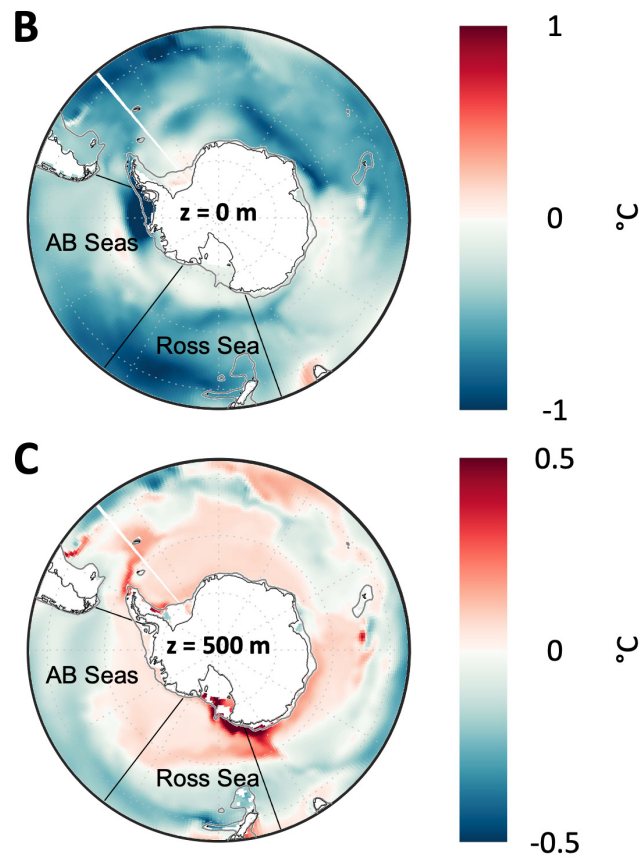 B
1
z = 0 m
0
°C
AB Seas
Ross Sea
-1
C
0.5
z = 500 m
0
°C
AB Seas
Ross Sea
-0.5